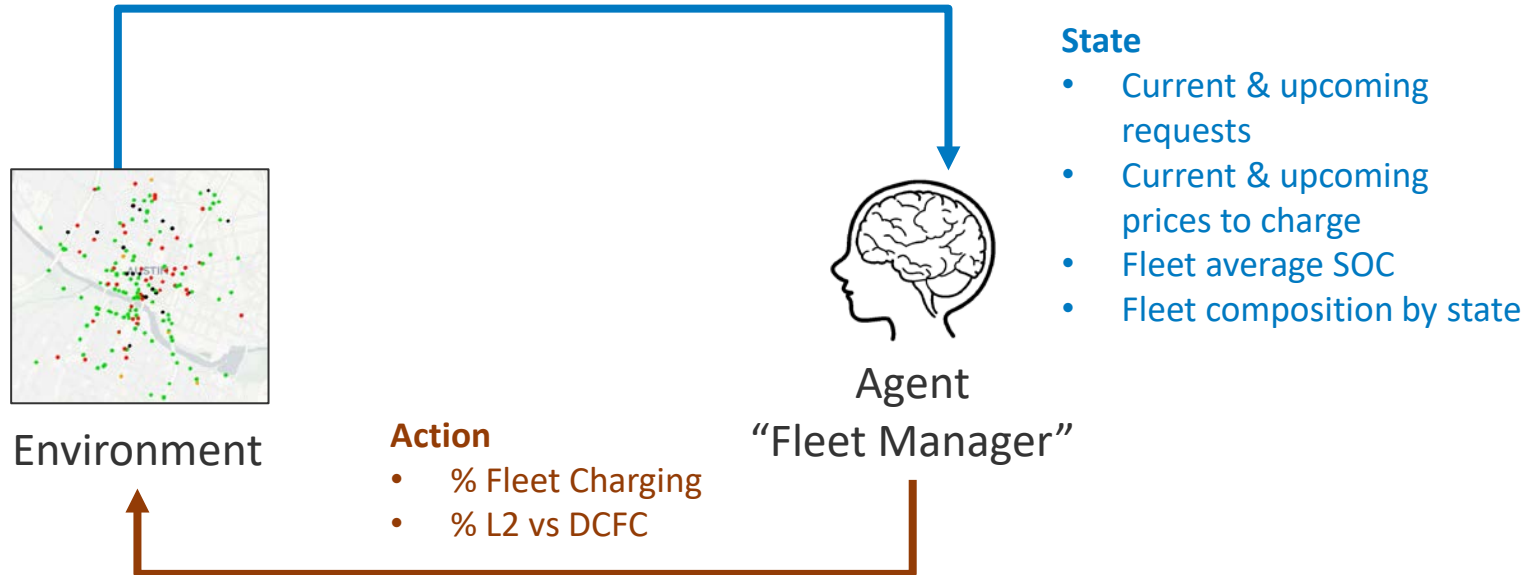 State
• Current & upcoming
requests
• Current & upcoming
prices to charge
• Fleet average SOC
• Fleet composition by state
AUSTIN
Agent
“Fleet Manager”
Environment
Action
• % Fleet Charging
• % L2 vs DCFC